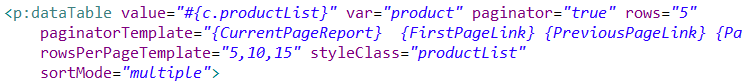 <p:dataTable value="#{c.productList}" var="product" paginator="true" rows="5"
paginatorTemplate="{CurrentPageReport}  {FirstPageLink} {PreviousPageLink} {Pa
rowsPerPageTemplate="5,10,15" styleClass="productList"
sortMode="multiple">